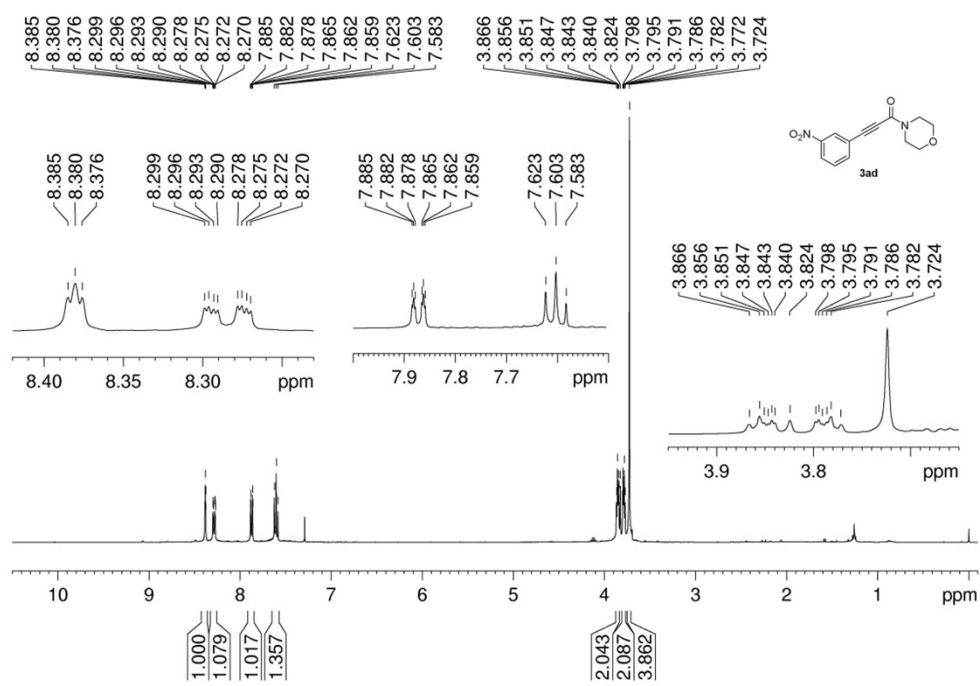 8.385 8.380 8.376 8.299 8.296 8.293 8.290 8.278 8.275 8.272 8.270 7.885 7.882 7.878 7.865 7.862 7.859 7.623 7.603 7.583
3.866 3.856 3.851 3.847 3.843 3.840 3.824 3.798 3.795 3.791 3.786 3.782 3.772 3.724
O
O2N
N
O
3ad
8.385 8.380 8.376
8.299 8.296 8.293 8.290 8.278 8.275 8.272 8.270
7.885 7.882 7.878 7.865 7.862 7.859
7.623 7.603 7.583
3.866 3.856 3.851 3.847 3.843 3.840 3.824 3.798 3.795 3.791 3.786 3.782 3.724
8.40 8.35 8.30 ppm
7.9 7.8 7.7 ppm
3.9 3.8 ppm
10 9 8 7 6 5 4 3 2 1 ppm
1.000 1.079 1.017 1.357 2.043 2.087 3.862